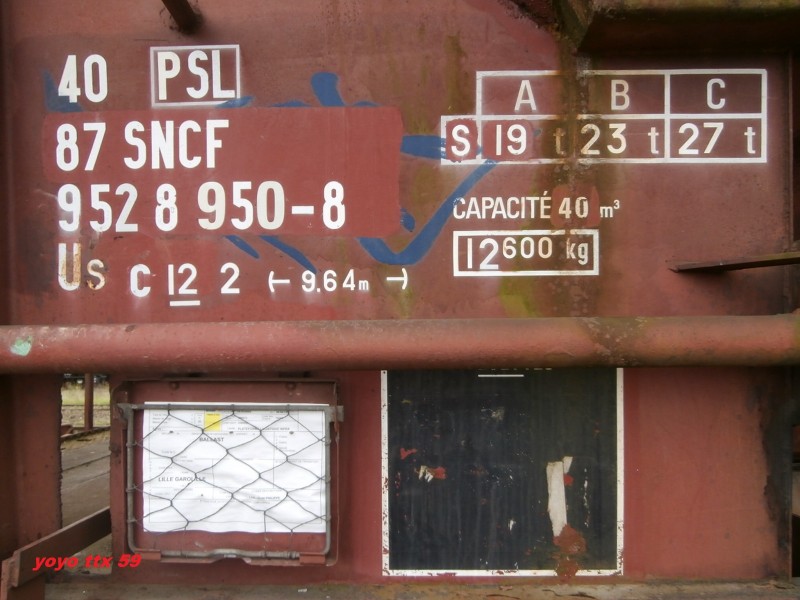 40 PSL
87 SNCF
952 8 950-8
Us C 12 2 9.64m
A B C
S 19 t 23 t 27 t
CAPACITÉ 40 m³
12600 kg
BALLAST
LILLE
yoyo ttx 59